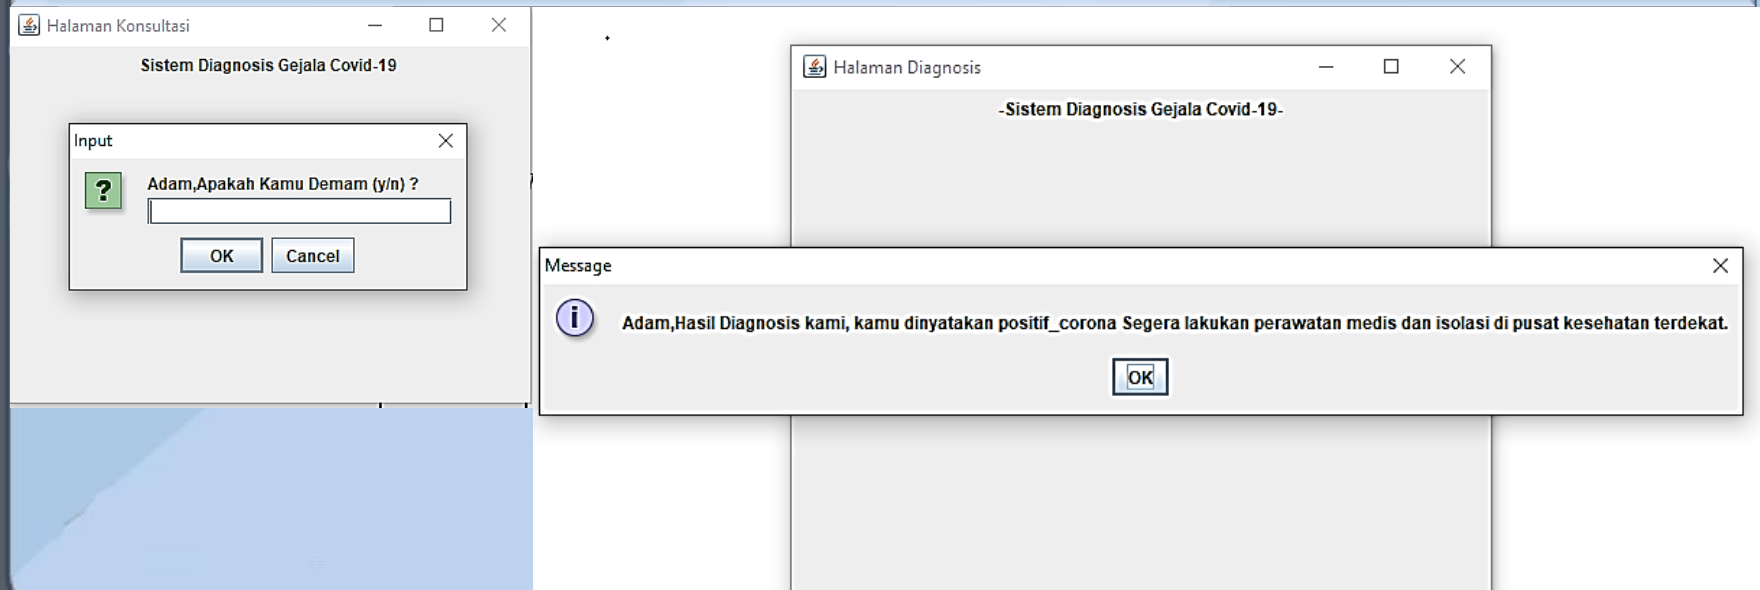 Halaman Konsultasi
Sistem Diagnosis Gejala Covid-19
Input
?
Adam,Apakah Kamu Demam (y/n) ?
OK
Cancel
Halaman Diagnosis
-Sistem Diagnosis Gejala Covid-19-
Message
i
Adam,Hasil Diagnosis kami, kamu dinyatakan positif_corona Segera lakukan perawatan medis dan isolasi di pusat kesehatan terdekat.
OK